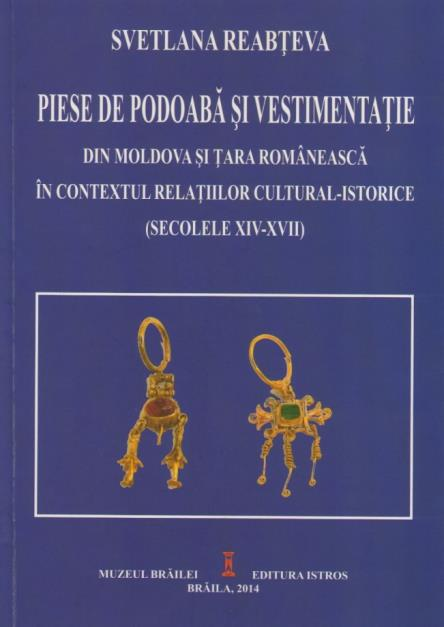 SVETLANA REABȚEVA
PIESE DE PODOABĂ ȘI VESTIMENTAȚIE
DIN MOLDOVA ȘI ȚARA ROMÂNEASCĂ
ÎN CONTEXTUL RELAȚIILOR CULTURAL-ISTORICE
(SECOLELE XIV-XVII)
MUZEUL BRĂILEI EDITURA ISTROS
BRĂILA, 2014